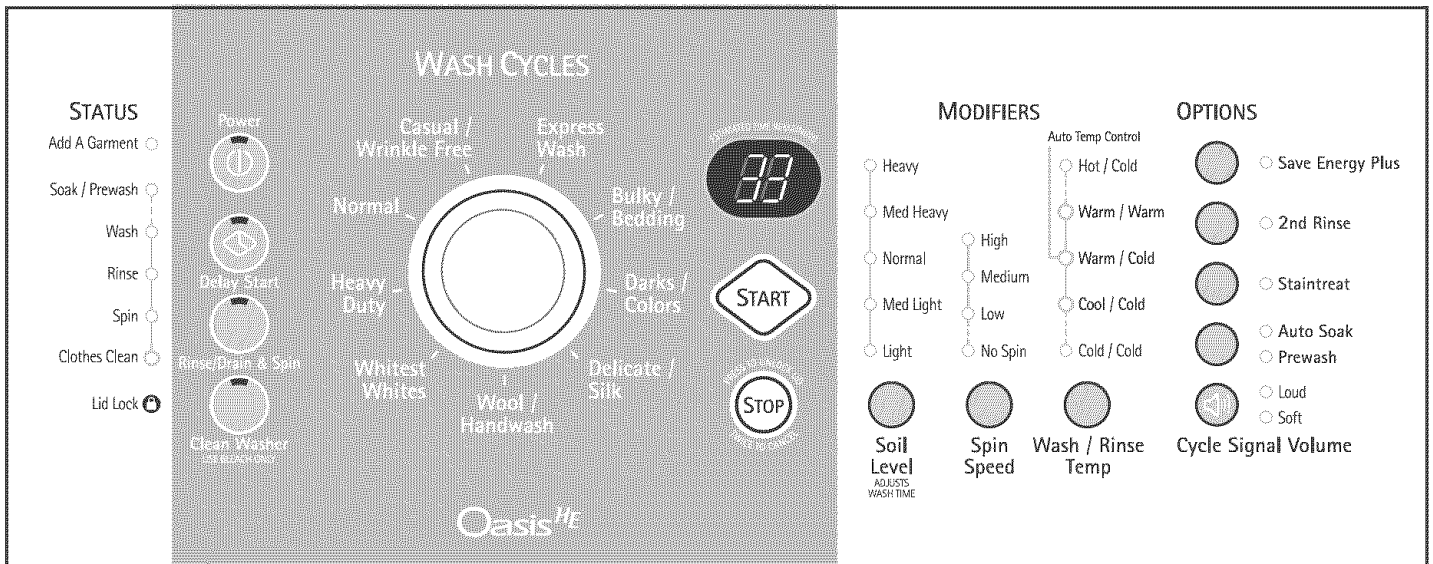 WASH CYCLES
STATUS
Add A Garment
Soak / Prewash
Wash
Rinse
Spin
Clothes Clean
Lid Lock
Power
Delay Start
Rinse/Drain & Spin
Clean Washer
Casual /
Wrinkle Free
Normal
Heavy
Duty
Whitest
Whites
Wool /
Handwash
Delicate /
Silk
Darks /
Colors
Bulky /
Bedding
Express
Wash
33
START
STOP
Oasis HE
MODIFIERS
Heavy
Med Heavy
Normal
Med Light
Light
Soil
Level
ADJUSTS
WASH TIME
High
Medium
Low
No Spin
Spin
Speed
Auto Temp Control
Hot / Cold
Warm / Warm
Warm / Cold
Cool / Cold
Cold / Cold
Wash / Rinse
Temp
OPTIONS
Save Energy Plus
2nd Rinse
Staintreat
Auto Soak
Prewash
Loud
Soft
Cycle Signal Volume